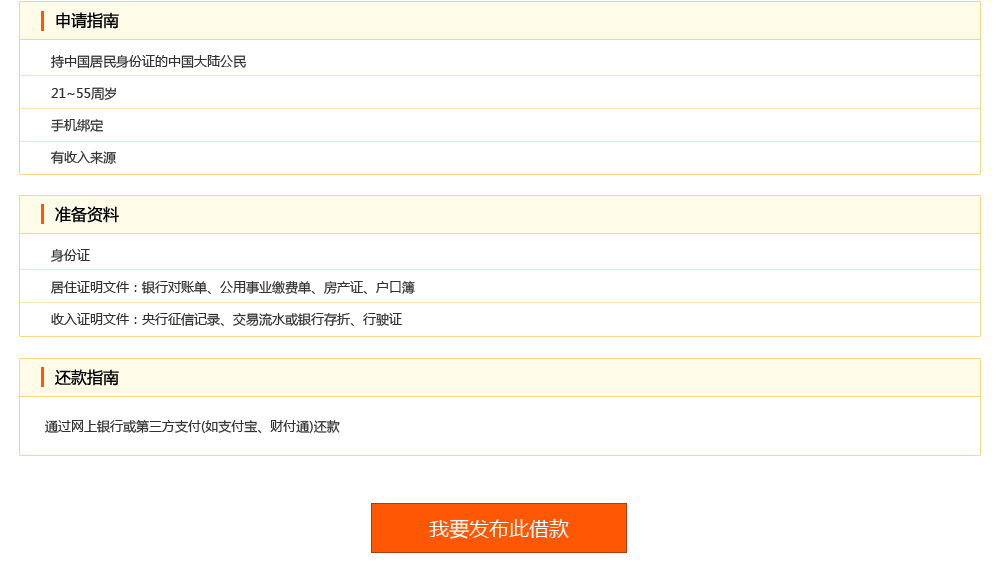 申请指南
持中国居民身份证的中国大陆公民
21~55周岁
手机绑定
有收入来源
准备资料
身份证
居住证明文件：银行对账单、公用事业缴费单、房产证、户口簿
收入证明文件：央行征信记录、交易流水或银行存折、行驶证
还款指南
通过网上银行或第三方支付(如支付宝、财付通)还款
我要发布此借款